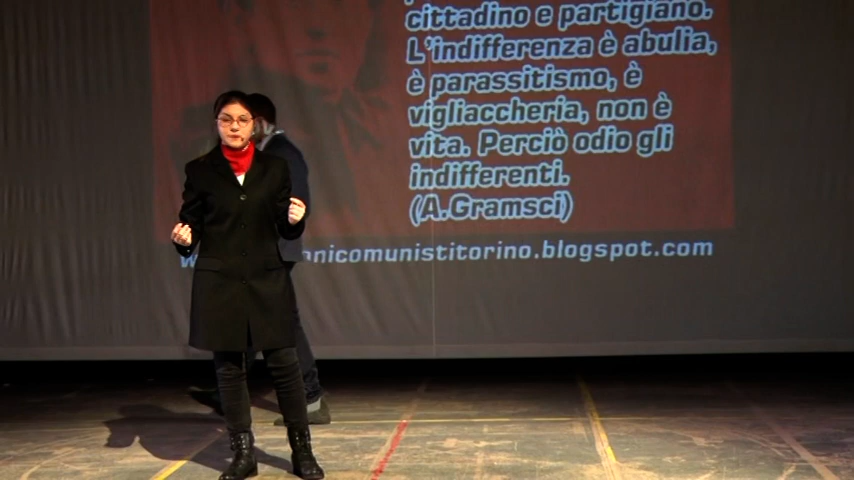 cittadino e partigiano.
L'indifferenza è abulia,
è parassitismo, è
vigliaccheria, non è
vita. Perciò odio gli
indifferenti.
(A.Gramsci)
nicomunistitorino.blogspot.com